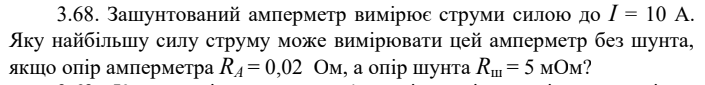 3.68. Зашунтований амперметр вимірює струми силою до I = 10 А.
Яку найбільшу силу струму може вимірювати цей амперметр без шунта,
якщо опір амперметра R_A = 0,02 Ом, а опір шунта R_ш = 5 мОм?